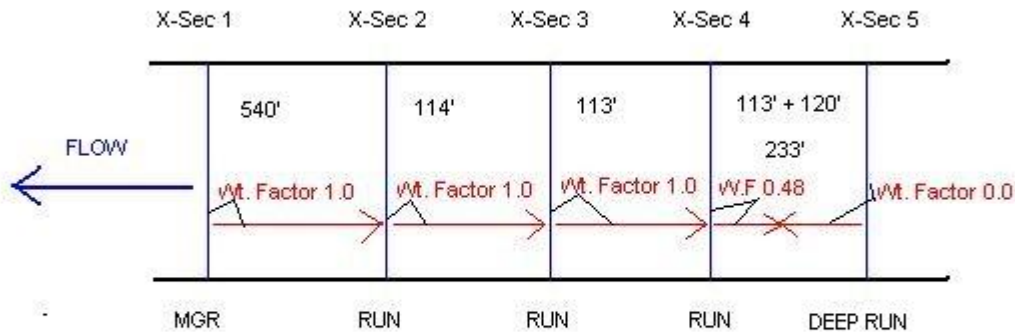 X-Sec 1 X-Sec 2 X-Sec 3 X-Sec 4 X-Sec 5
540' 114' 113' 113' + 120'
233'
FLOW
Wt. Factor 1.0 Wt. Factor 1.0 Wt. Factor 1.0 W.F 0.48 Wt. Factor 0.0
MGR RUN RUN RUN DEEP RUN